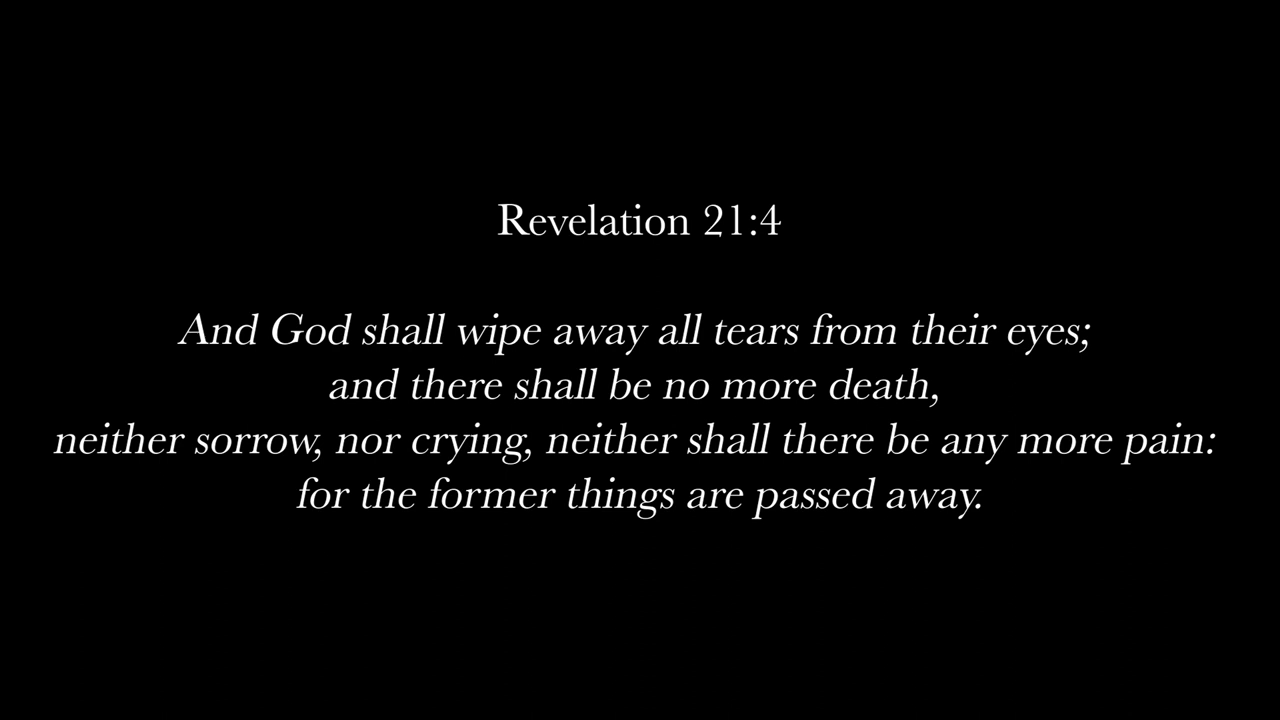 Revelation 21:4
And God shall wipe away all tears from their eyes;
and there shall be no more death,
neither sorrow, nor crying, neither shall there be any more pain:
for the former things are passed away.